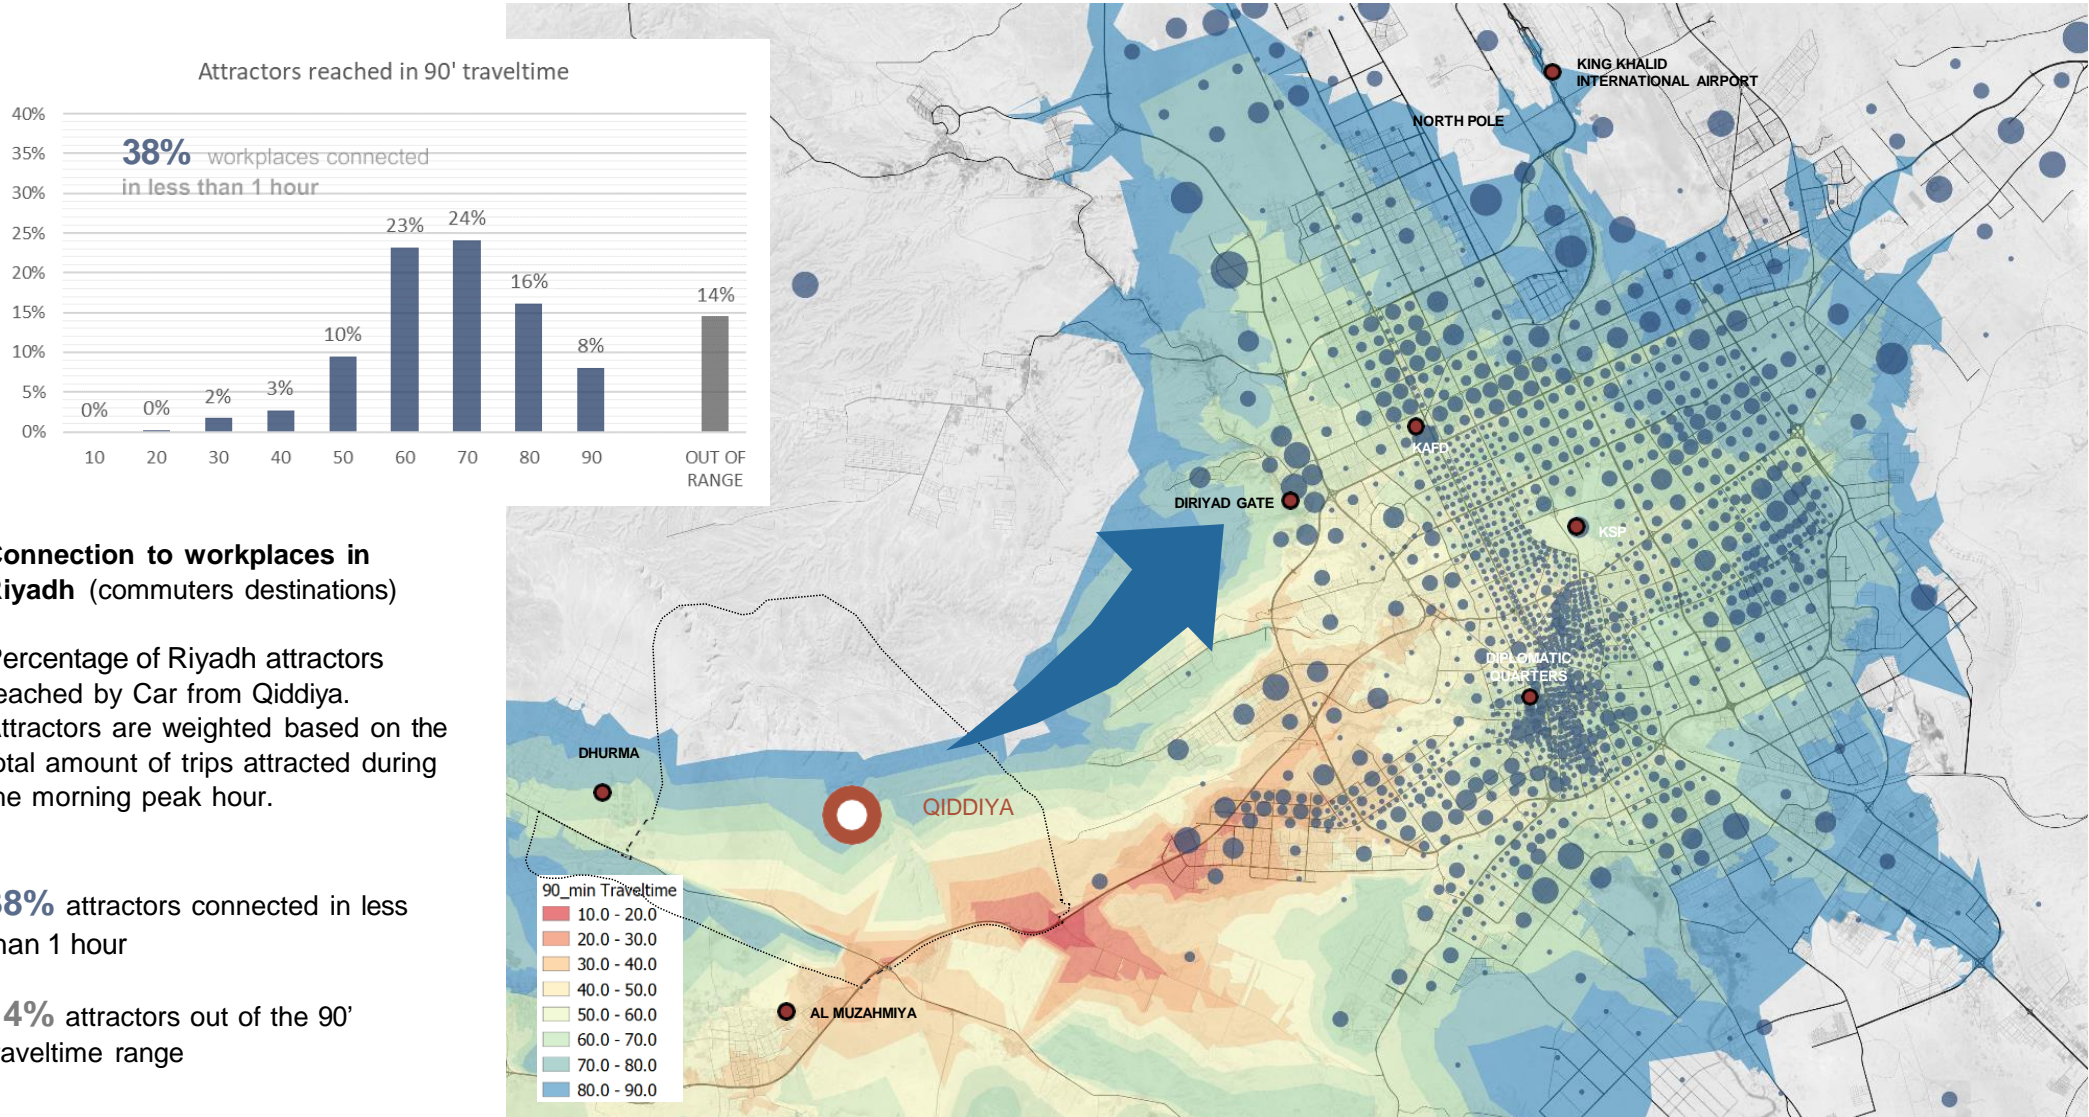 Attractors reached in 90' traveltime
40%
35%
30%
25%
20%
15%
10%
5%
0%
38% workplaces connected
in less than 1 hour
0%
0%
2%
3%
10%
23%
24%
16%
8%
14%
10
20
30
40
50
60
70
80
90
OUT OF
RANGE
onnection to workplaces in
iyadh (commuters destinations)
ercentage of Riyadh attractors
eached by Car from Qiddiya.
ttractors are weighted based on the
otal amount of trips attracted during
he morning peak hour.
8% attractors connected in less
han 1 hour
4% attractors out of the 90’
raveltime range
KING KHALID
INTERNATIONAL AIRPORT
NORTH POLE
KAFD
DIRIYAD GATE
KSP
DIPLOMATIC
QUARTERS
DHURMA
QIDDIYA
AL MUZAHMIYA
90_min Traveltime
10.0 - 20.0
20.0 - 30.0
30.0 - 40.0
40.0 - 50.0
50.0 - 60.0
60.0 - 70.0
70.0 - 80.0
80.0 - 90.0